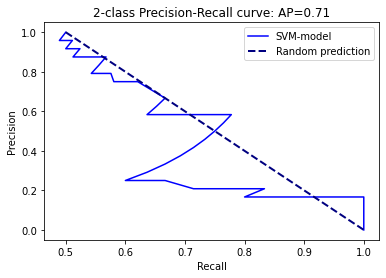 2-class Precision-Recall curve: AP=0.71
SVM-model
Random prediction
Precision
1.0
0.8
0.6
0.4
0.2
0.0
0.5
0.6
0.7
0.8
0.9
1.0
Recall